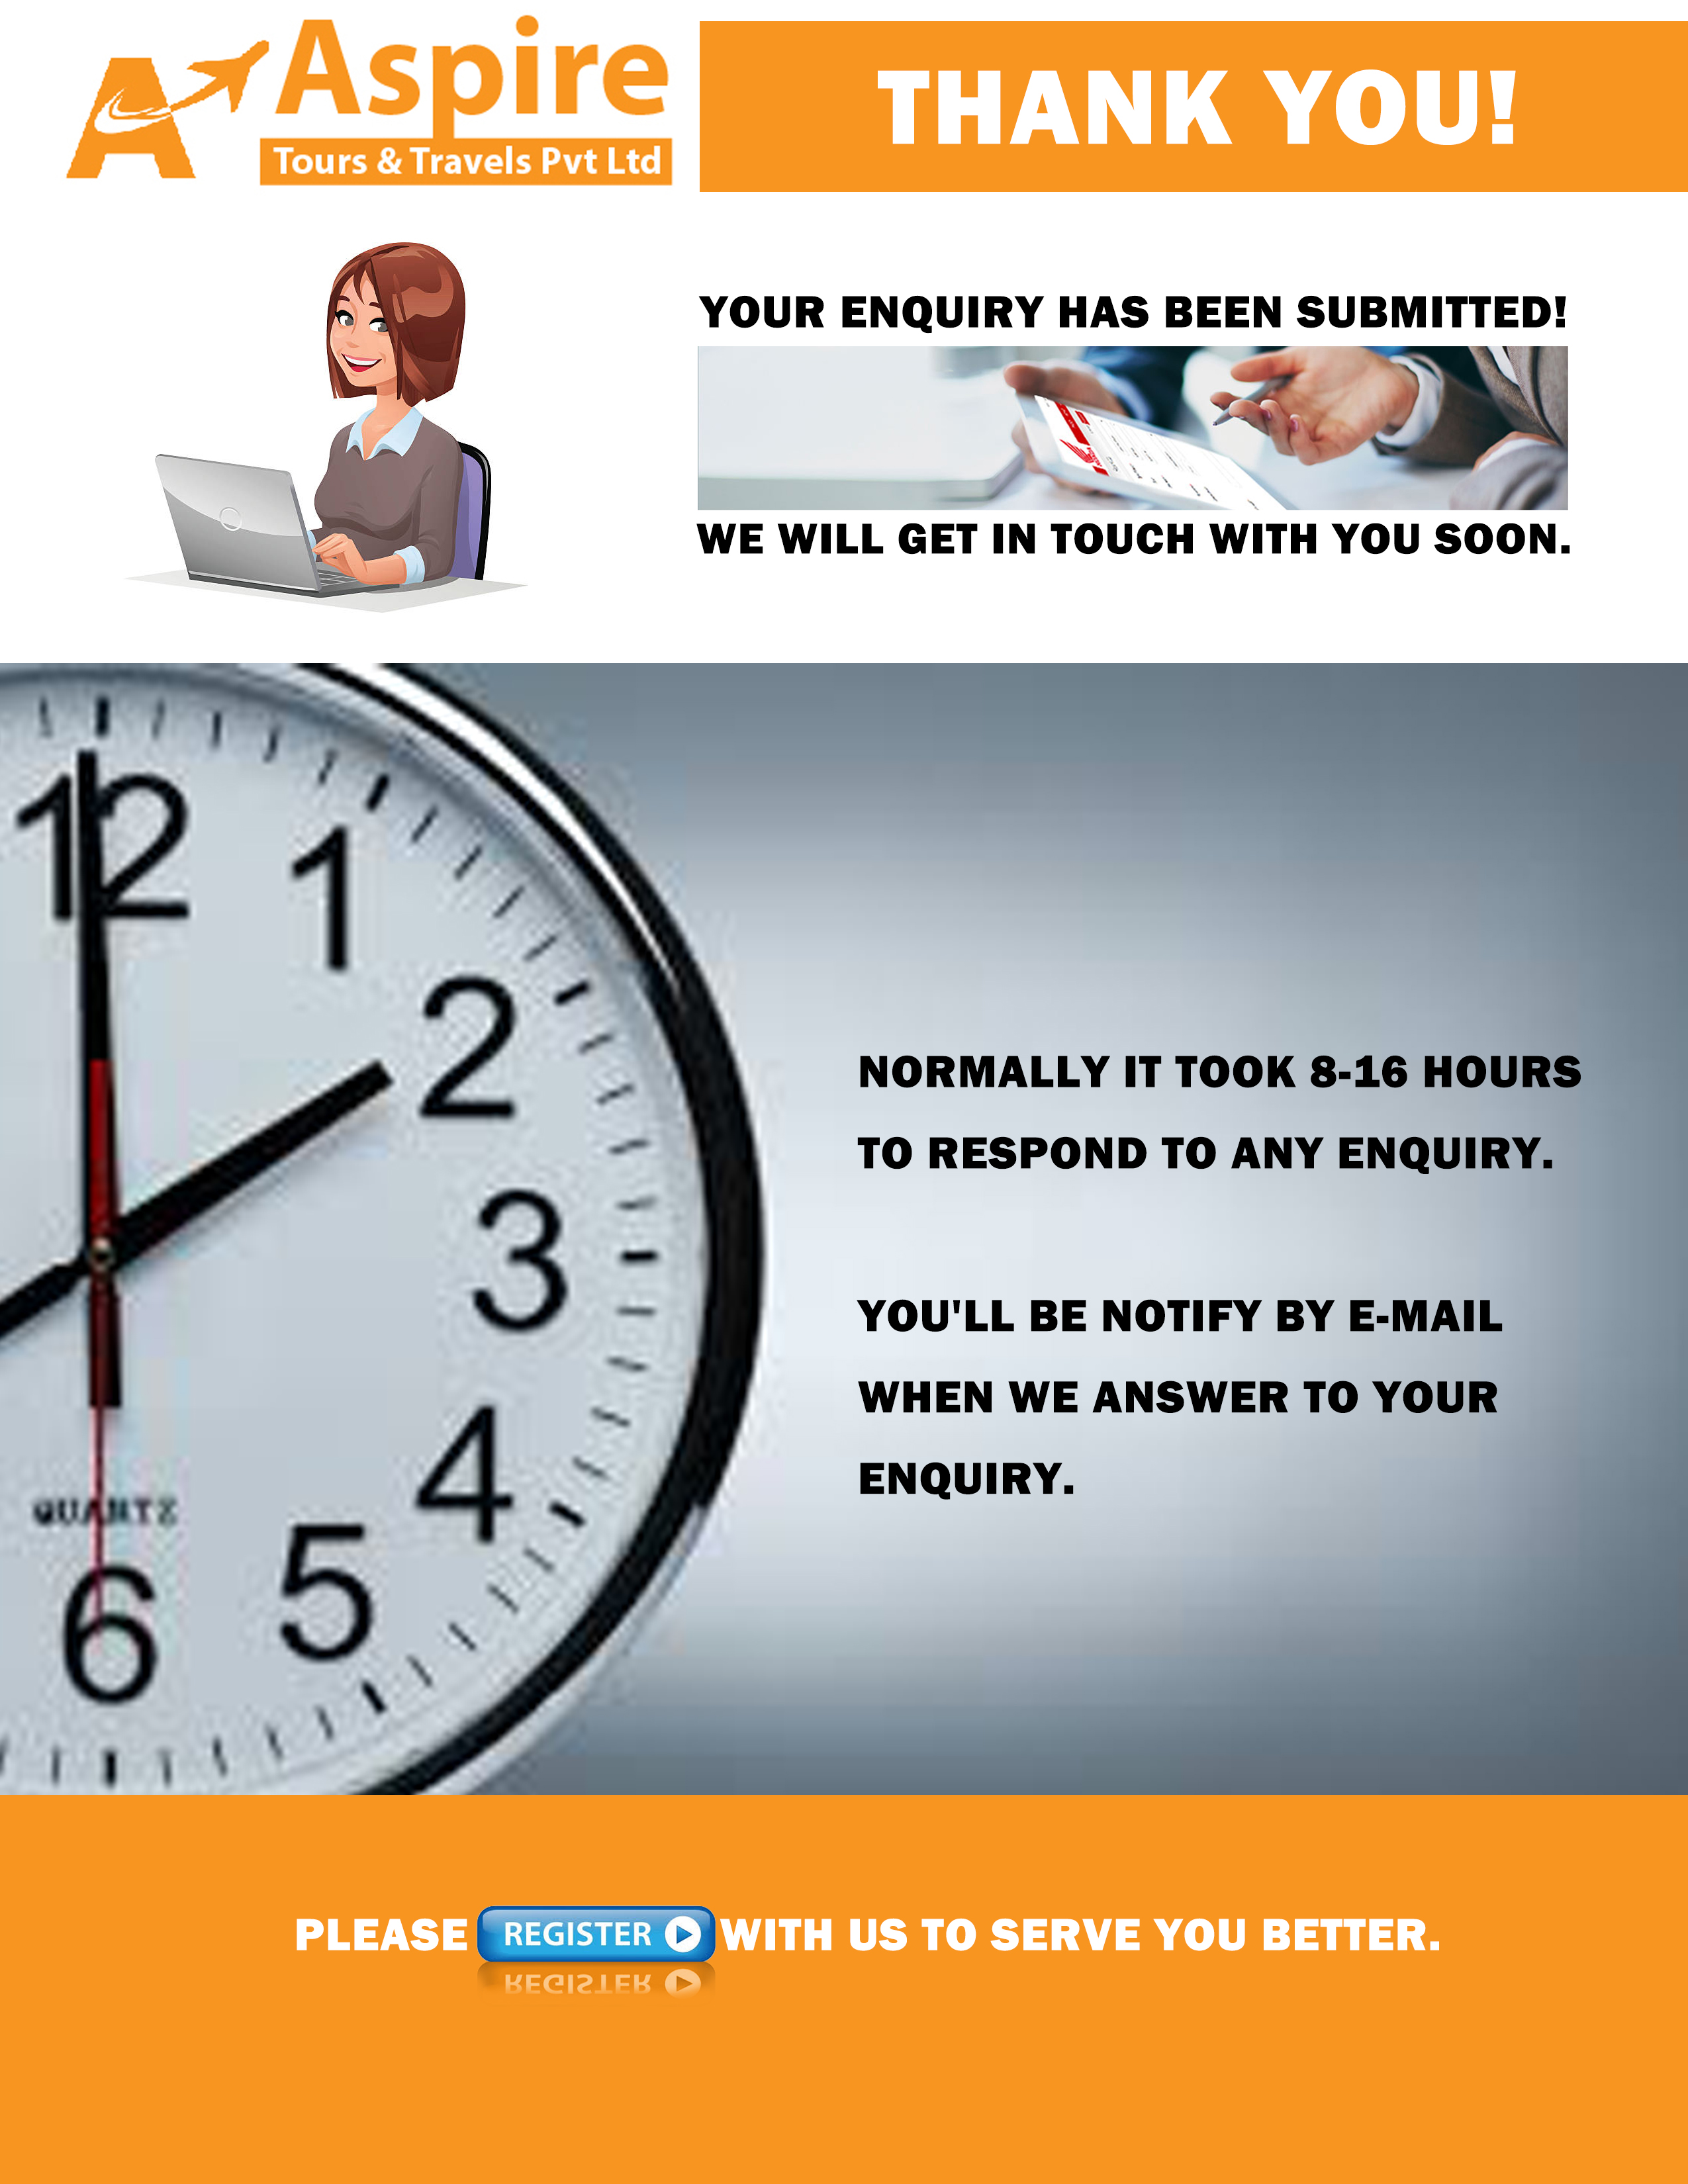 Aspire
Tours & Travels Pvt Ltd
THANK YOU!
YOUR ENQUIRY HAS BEEN SUBMITTED!
WE WILL GET IN TOUCH WITH YOU SOON.
12
1
2
3
4
5
6
QUARTZ
NORMALLY IT TOOK 8-16 HOURS
TO RESPOND TO ANY ENQUIRY.
YOU'LL BE NOTIFY BY E-MAIL
WHEN WE ANSWER TO YOUR
ENQUIRY.
PLEASE REGISTER WITH US TO SERVE YOU BETTER.